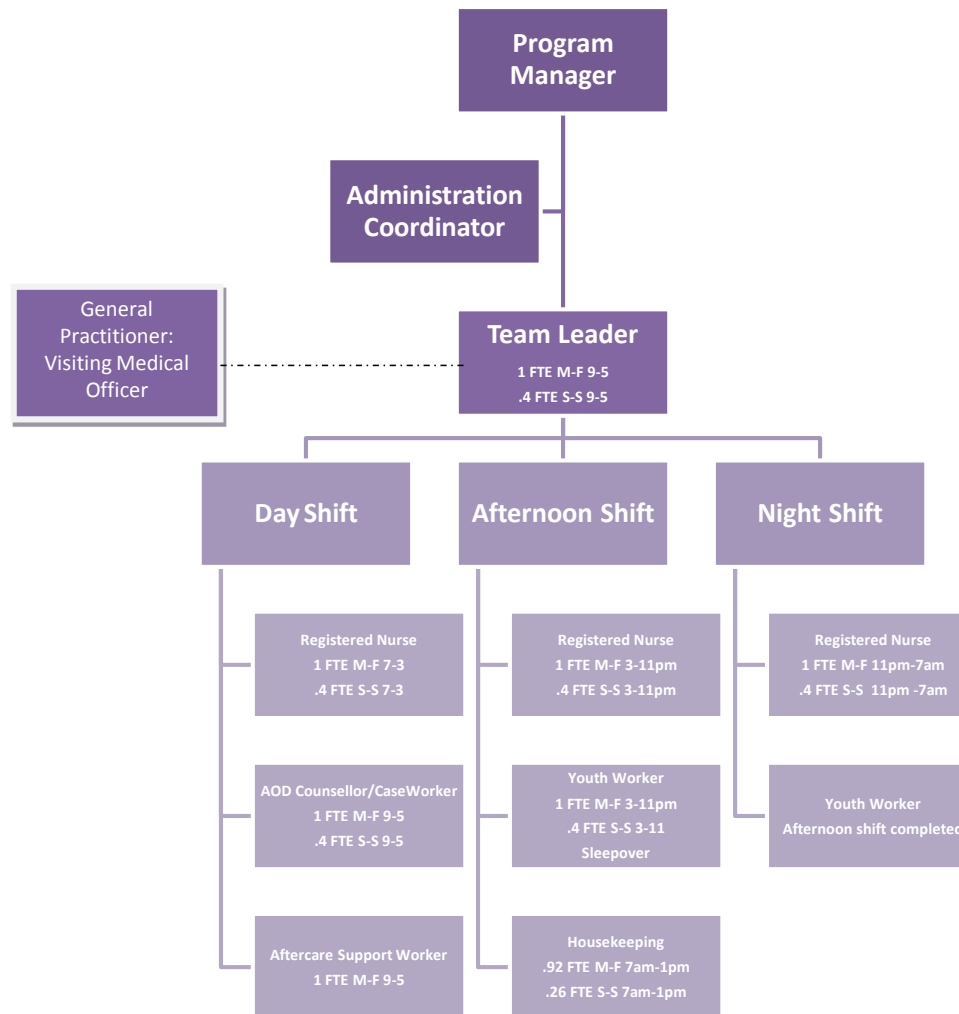 Program
Manager
Administration
Coordinator
General
Practitioner:
Visiting Medical
Officer
Team Leader
1 FTE M-F 9-5
.4 FTE S-S 9-5
Day Shift
Afternoon Shift
Night Shift
Registered Nurse
1 FTE M-F 7-3
.4 FTE S-S 7-3
Registered Nurse
1 FTE M-F 3-11pm
.4 FTE S-S 3-11pm
Registered Nurse
1 FTE M-F 11pm-7am
.4 FTE S-S 11pm -7am
AOD Counsellor/CaseWorker
1 FTE M-F 9-5
.4 FTE S-S 9-5
Youth Worker
1 FTE M-F 3-11pm
.4 FTE S-S 3-11
Sleepover
Youth Worker
Afternoon shift completed
Aftercare Support Worker
1 FTE M-F 9-5
Housekeeping
.92 FTE M-F 7am-1pm
.26 FTE S-S 7am-1pm